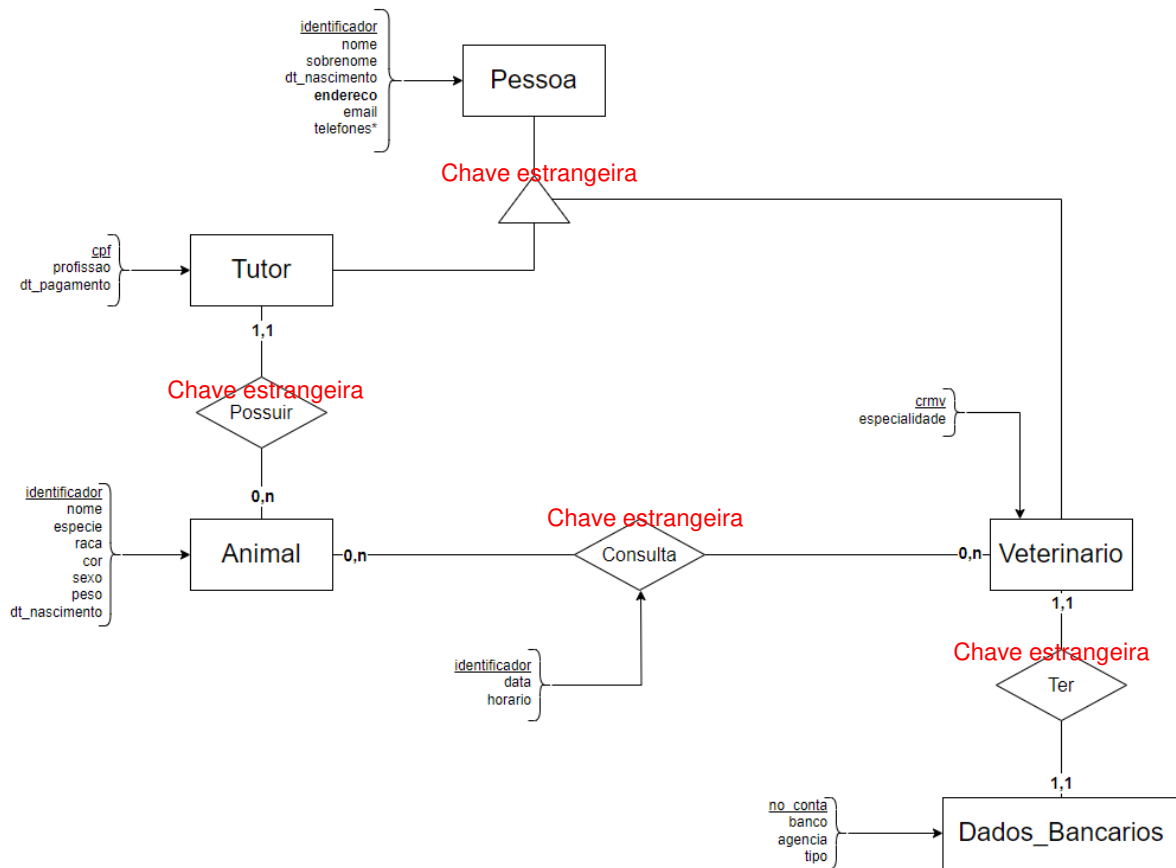 identificador
nome
sobrenome
dt_nascimento
endereco
email
telefones*
Pessoa
Chave estrangeira
cpf
profissao
dt_pagamento
Tutor
1,1
Chave estrangeira
Possuir
0,n
crmv
especialidade
identificador
nome
especie
raca
cor
sexo
peso
dt_nascimento
Animal
0,n
Chave estrangeira
Consulta
0,n
Veterinario
1,1
identificador
data
horario
Chave estrangeira
Ter
1,1
no_conta
banco
agencia
tipo
Dados_Bancarios